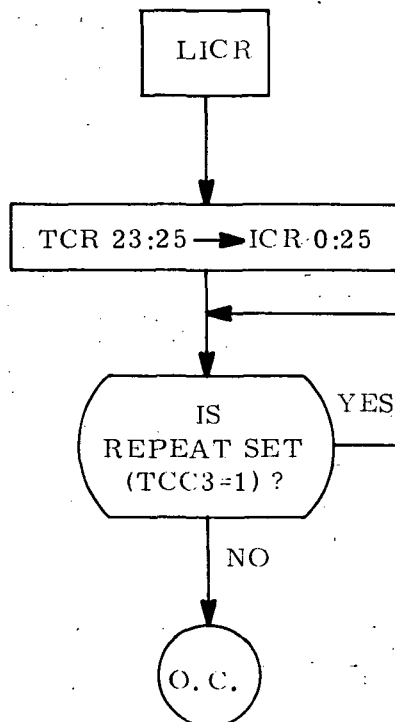 LICR
TCR 23:25 → ICR 0:25
IS
REPEAT SET
(TCC3=1) ?
YES
NO
O. C.